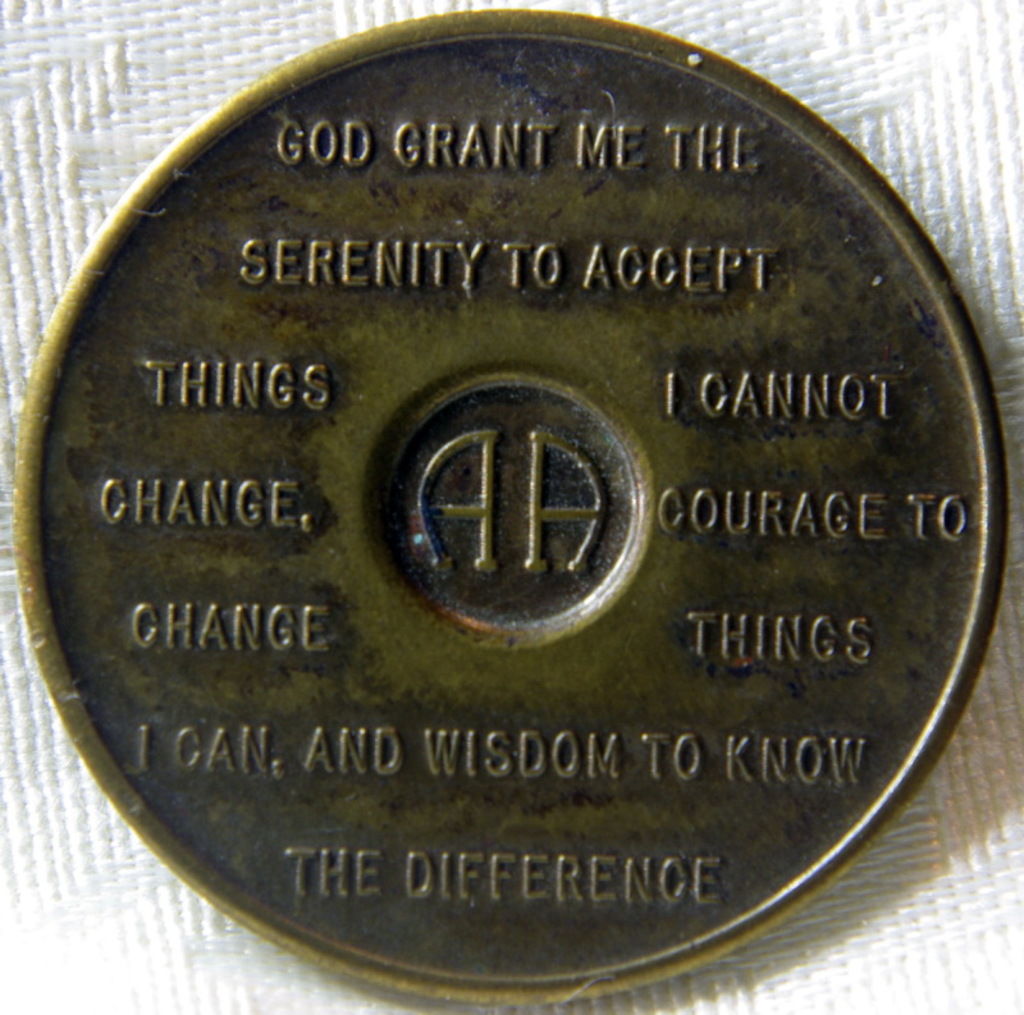 GOD GRANT ME THE
SERENITY TO ACCEPT
THINGS I CANNOT
CHANGE, COURAGE TO
CHANGE THINGS
I CAN, AND WISDOM TO KNOW
THE DIFFERENCE
AA